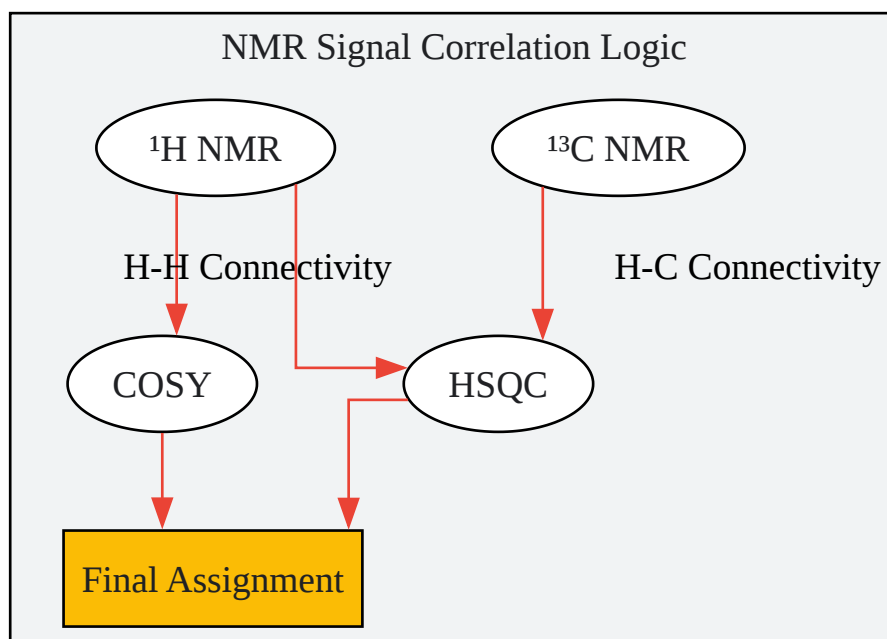 NMR Signal Correlation Logic
¹H NMR
¹³C NMR
H-H Connectivity
H-C Connectivity
COSY
HSQC
Final Assignment